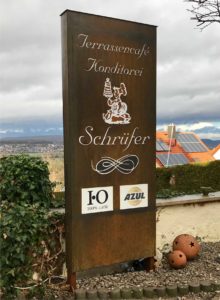 Terrassencafé
Konditorei
Schrüfer
J·O
AZUL